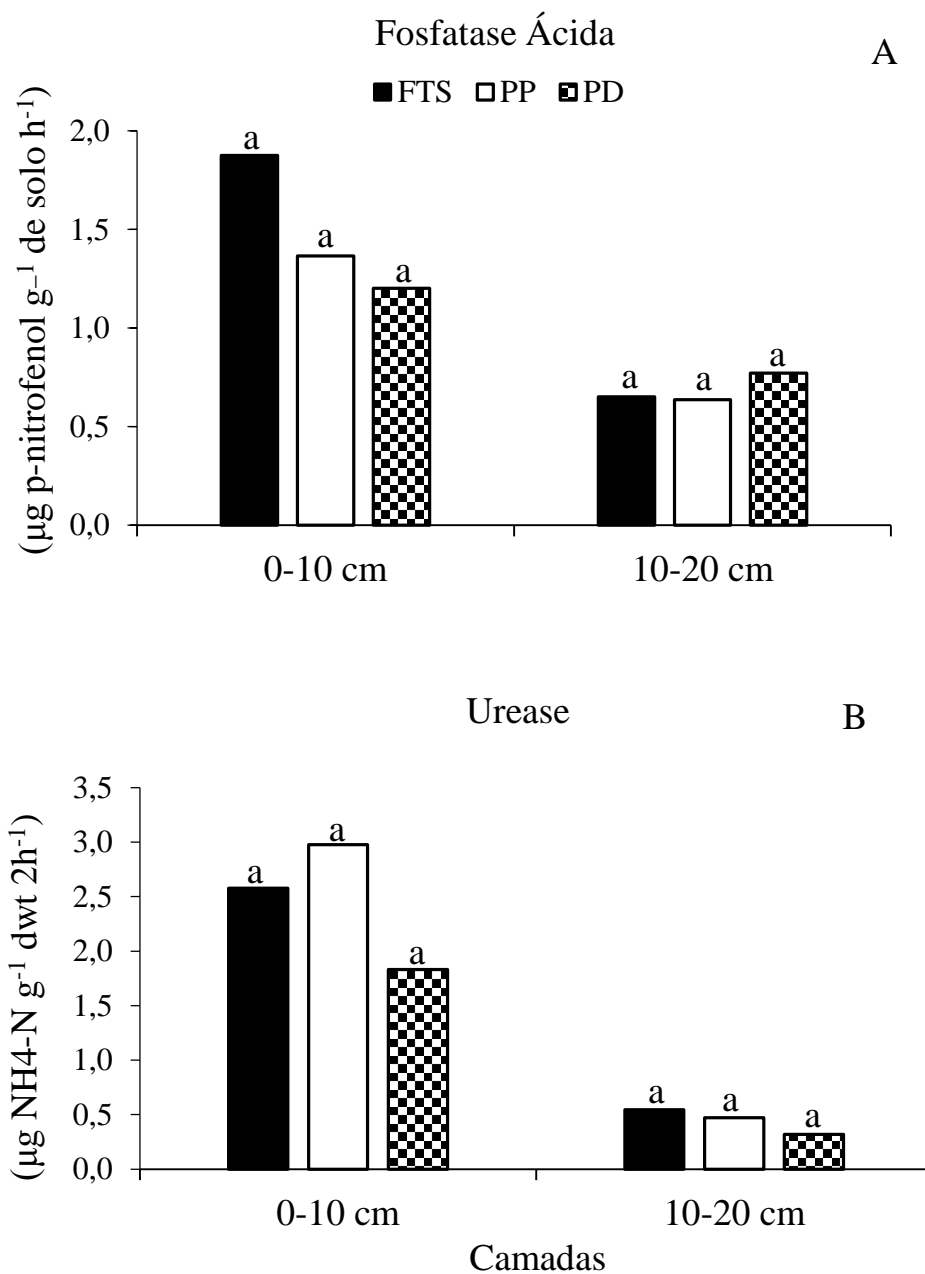 Fosfatase Ácida
A
FTS PP PD
(µg p-nitrofenol g⁻¹ de solo h⁻¹)
2,0
1,5
1,0
0,5
0,0
a a a a a a
0-10 cm 10-20 cm
Urease
B
(µg NH4-N g⁻¹ dwt 2h⁻¹)
3,5
3,0
2,5
2,0
1,5
1,0
0,5
0,0
a a a a a a
0-10 cm 10-20 cm
Camadas